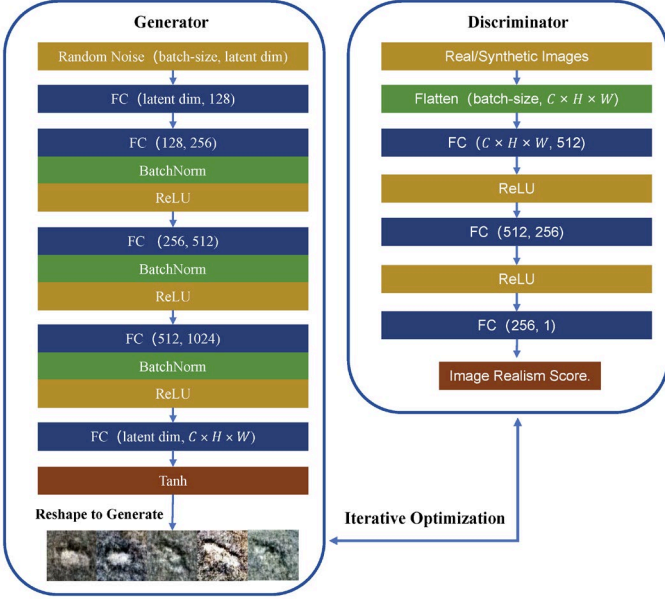 Generator
Random Noise (batch-size, latent dim)
FC (latent dim, 128)
FC (128, 256)
BatchNorm
ReLU
FC (256, 512)
BatchNorm
ReLU
FC (512, 1024)
BatchNorm
ReLU
FC (latent dim, C × H × W)
Tanh
Reshape to Generate
Discriminator
Real/Synthetic Images
Flatten (batch-size, C × H × W)
FC (C × H × W, 512)
ReLU
FC (512, 256)
ReLU
FC (256, 1)
Image Realism Score.
Iterative Optimization